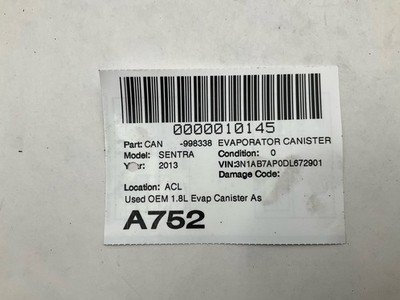 0000010145
Part: CAN -998338 EVAPORATOR CANISTER
Model: SENTRA Condition: 0
Year: 2013 VIN:3N1AB7AP0DL672901
Damage Code:
Location: ACL
Used OEM 1.8L Evap Canister As
A752